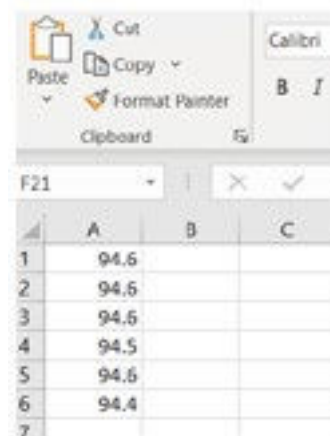 Cut
Calibri
Copy
Paste
B I
Format Painter
Clipboard
F21
A B C
1 94.6
2 94.6
3 94.6
4 94.5
5 94.6
6 94.4
7